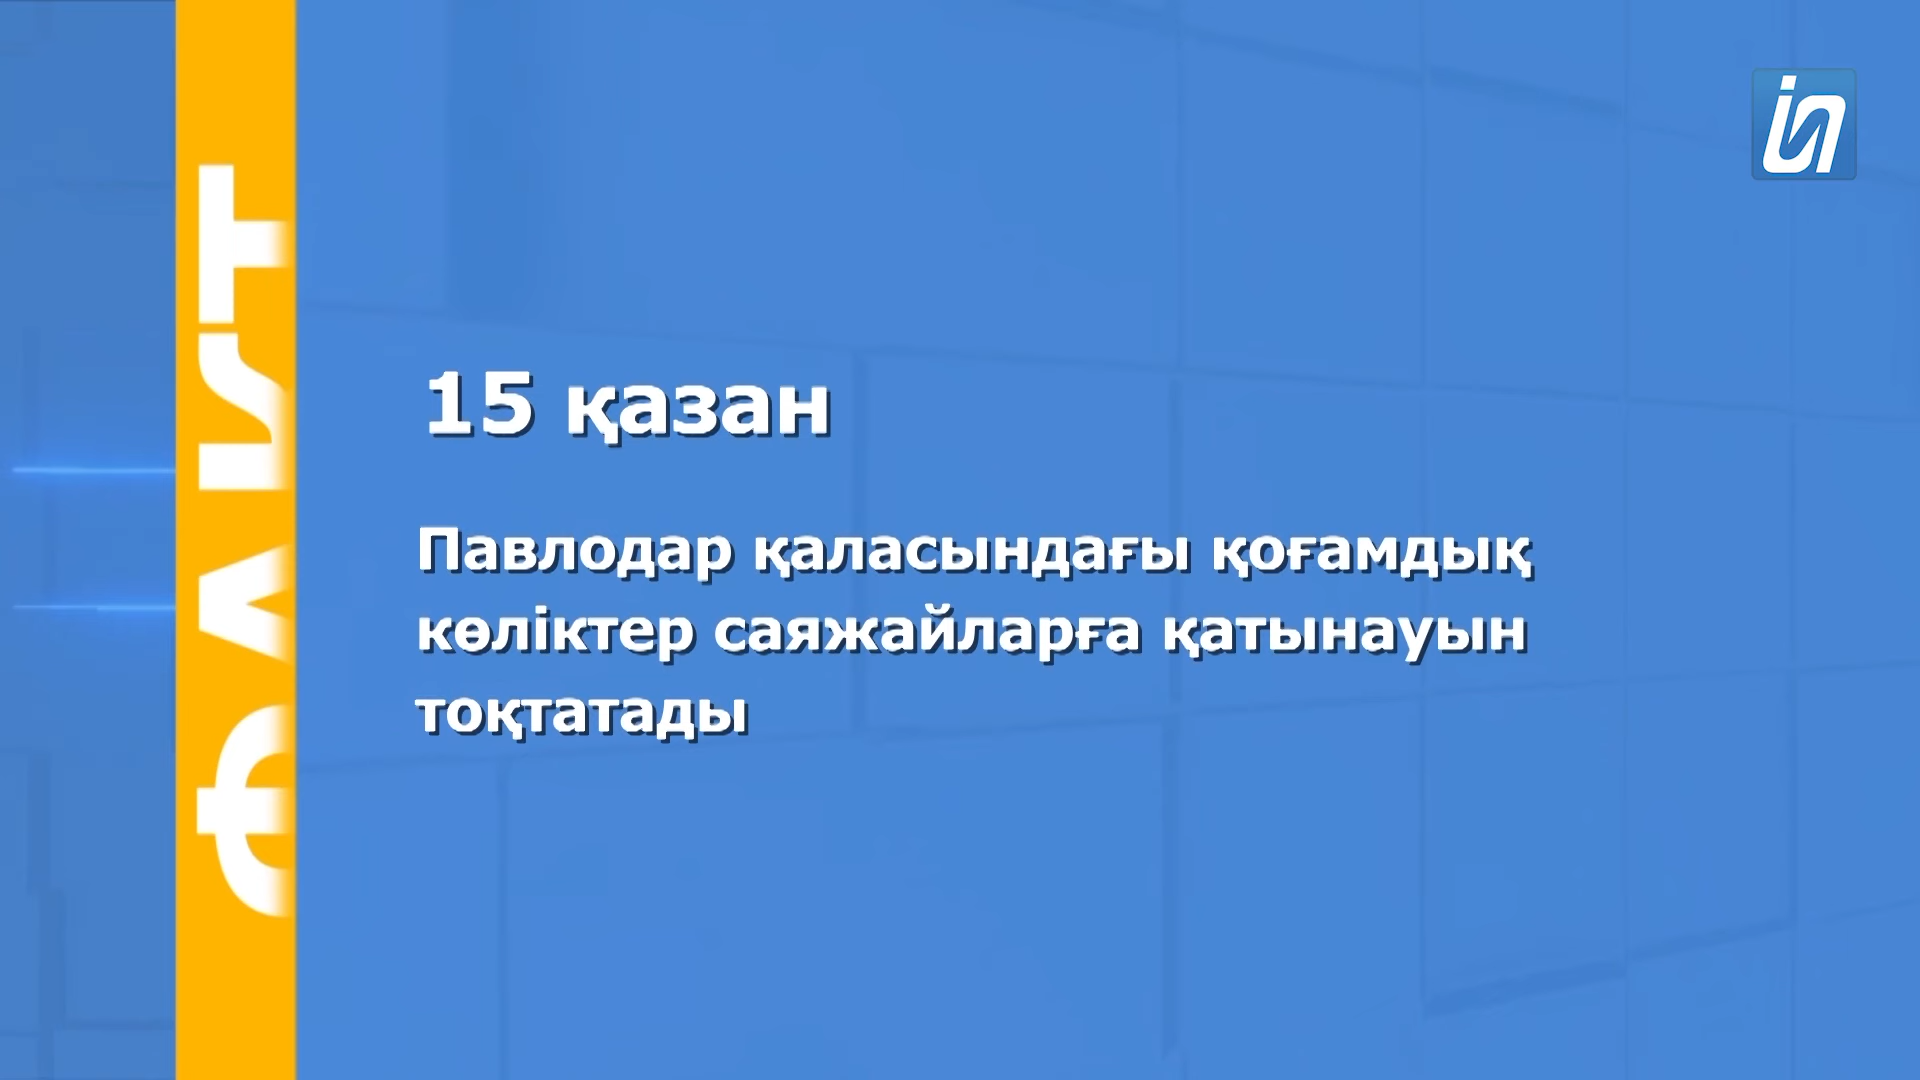 ФАКТ
15 қазан
Павлодар қаласындағы қоғамдық
көліктер саяжайларға қатынауын
тоқтатады